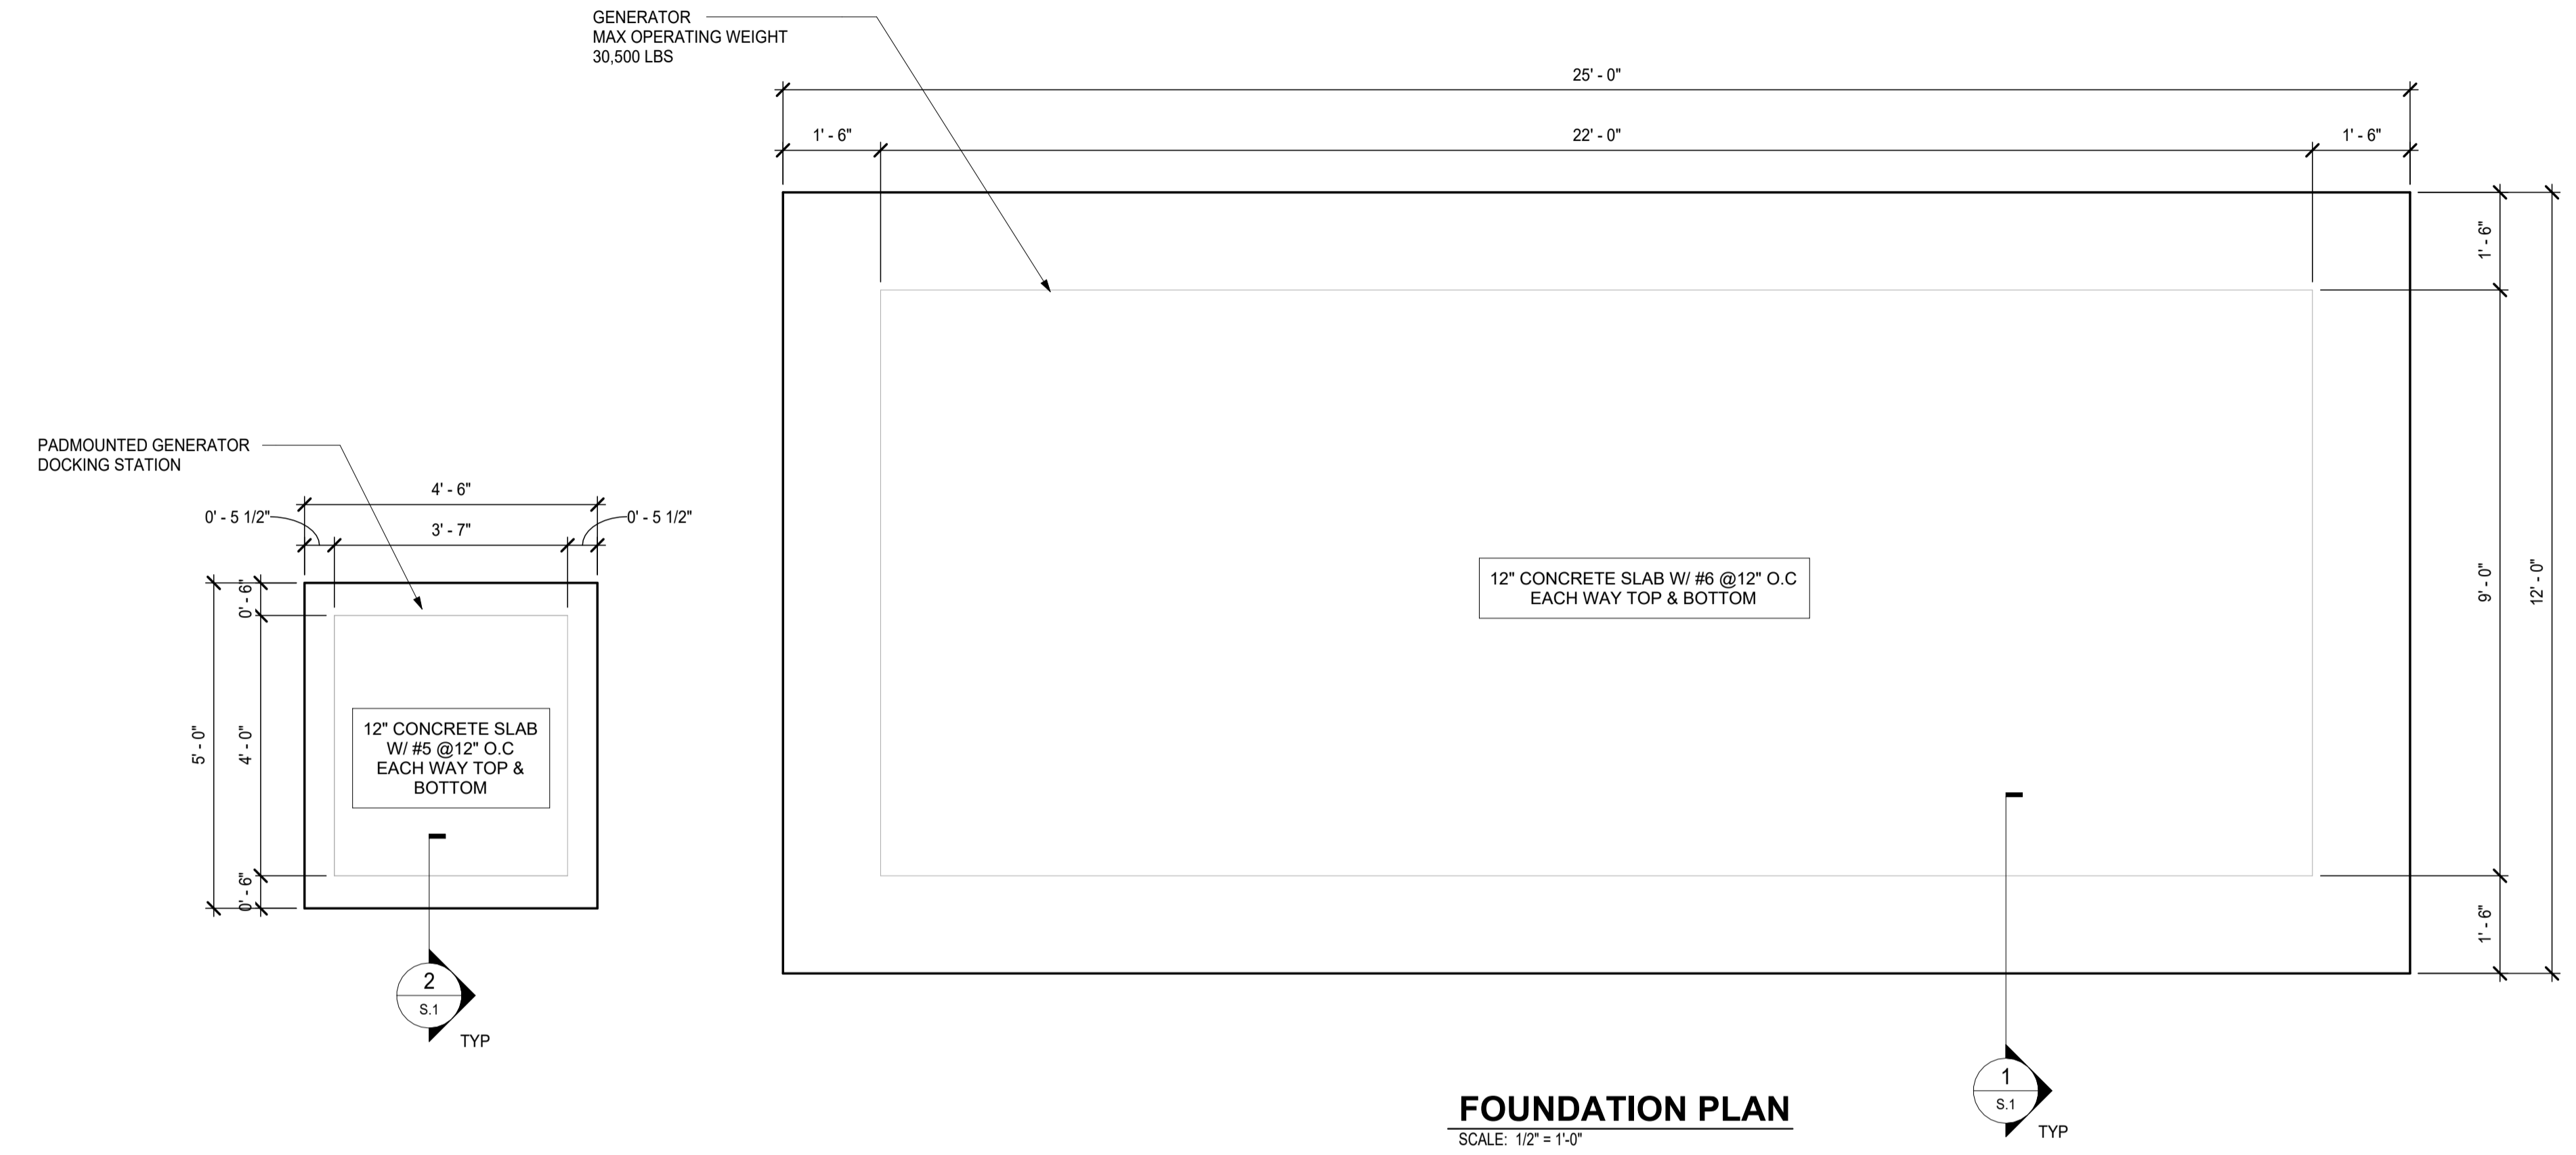 GENERATOR
MAX OPERATING WEIGHT
30,500 LBS
25' - 0"
1' - 6"
22' - 0"
1' - 6"
1' - 6"
9' - 0"
12' - 0"
1' - 6"
12" CONCRETE SLAB W/ #6 @12" O.C
EACH WAY TOP & BOTTOM
PADMOUNTED GENERATOR
DOCKING STATION
4' - 6"
0' - 5 1/2"
3' - 7"
0' - 5 1/2"
0' - 6"
5' - 0"
4' - 0"
0' - 6"
12" CONCRETE SLAB
W/ #5 @12" O.C
EACH WAY TOP &
BOTTOM
2
S.1
TYP
1
S.1
TYP
FOUNDATION PLAN
SCALE: 1/2" = 1'-0"